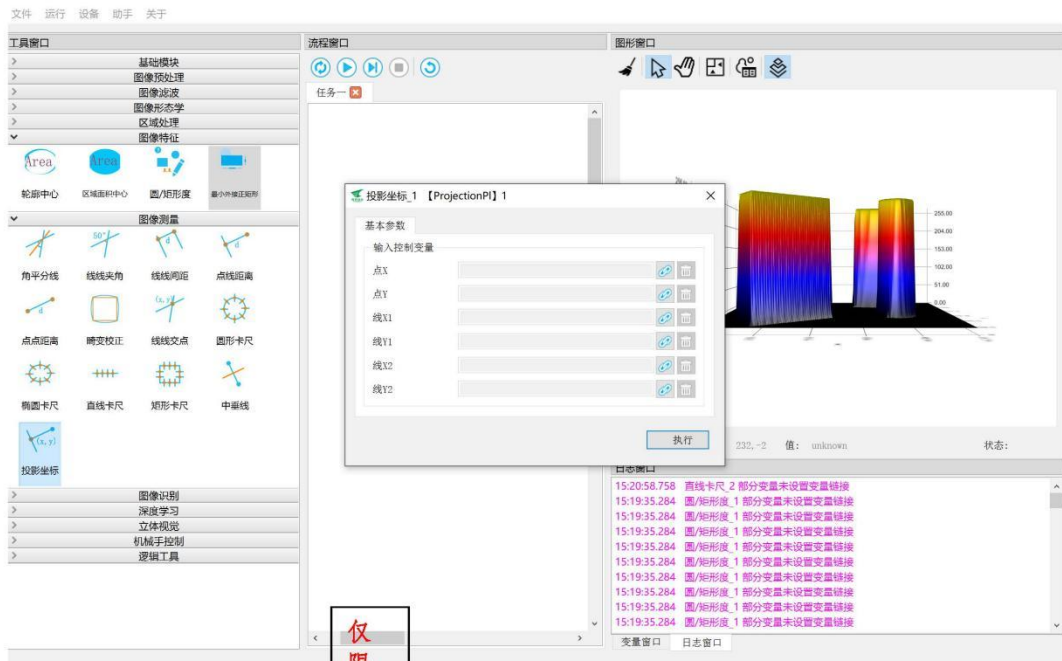 文件 运行 设备 助手 关于
工具窗口
基础模块
图像预处理
图像滤波
图像形态学
区域处理
图像特征
Area Area
轮廓中心 区域面积中心 圆/矩形度 最小外接正矩形
图像测量
50° d
角平分线 线线夹角 线线间距 点线距离
d (x, y)
点点距离 畸变校正 线线交点 圆形卡尺
椭圆卡尺 直线卡尺 矩形卡尺 中垂线
(x, y)
投影坐标
图像识别
深度学习
立体视觉
机械手控制
逻辑工具
流程窗口
任务一
仅
图形窗口
255.00
204.00
153.00
102.00
51.00
0.00
232,-2 值: unknown 状态:
投影坐标_1 【ProjectionPl】1
基本参数
输入控制变量
点X
点Y
线X1
线Y1
线X2
线Y2
执行
日志窗口
15:20:58.758 直线卡尺_2 部分变量未设置变量链接
15:19:35.284 圆/矩形度_1 部分变量未设置变量链接
15:19:35.284 圆/矩形度_1 部分变量未设置变量链接
15:19:35.284 圆/矩形度_1 部分变量未设置变量链接
15:19:35.284 圆/矩形度_1 部分变量未设置变量链接
15:19:35.284 圆/矩形度_1 部分变量未设置变量链接
15:19:35.284 圆/矩形度_1 部分变量未设置变量链接
15:19:35.284 圆/矩形度_1 部分变量未设置变量链接
15:19:35.284 圆/矩形度_1 部分变量未设置变量链接
15:19:35.284 圆/矩形度_1 部分变量未设置变量链接
变量窗口 日志窗口